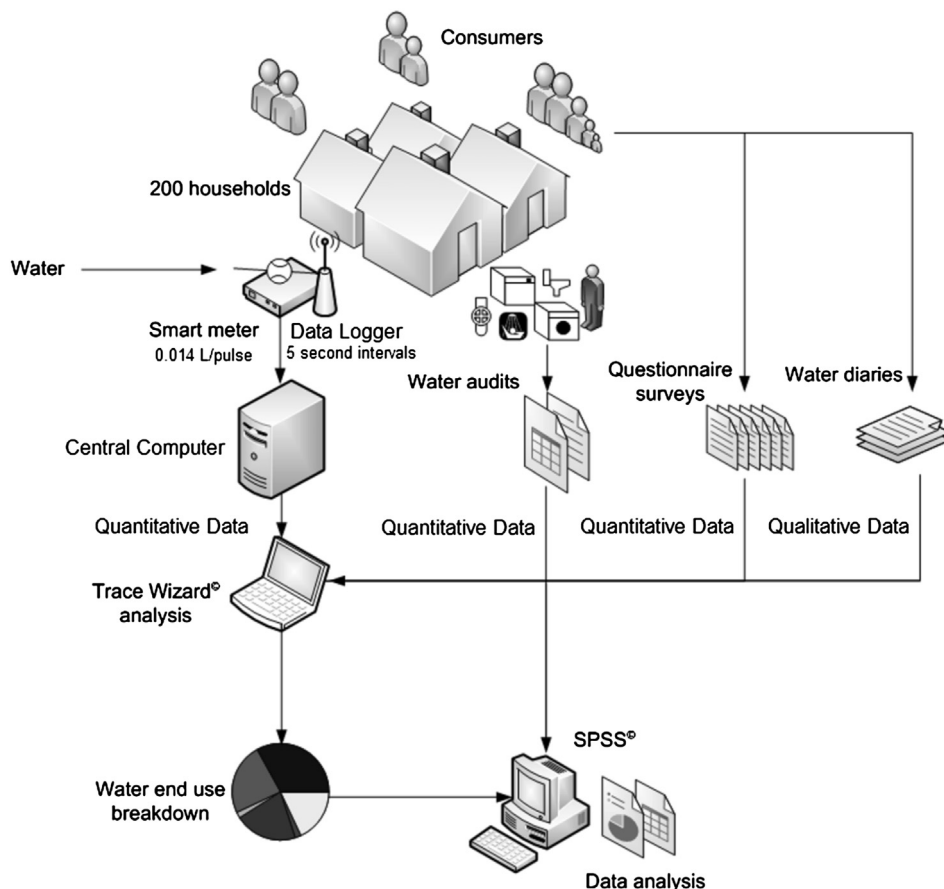 Consumers
200 households
Water
Smart meter
0.014 L/pulse
Data Logger
5 second intervals
Water audits
Questionnaire
surveys
Water diaries
Central Computer
Quantitative Data
Quantitative Data
Quantitative Data
Qualitative Data
Trace Wizard©
analysis
SPSS©
Water end use
breakdown
Data analysis